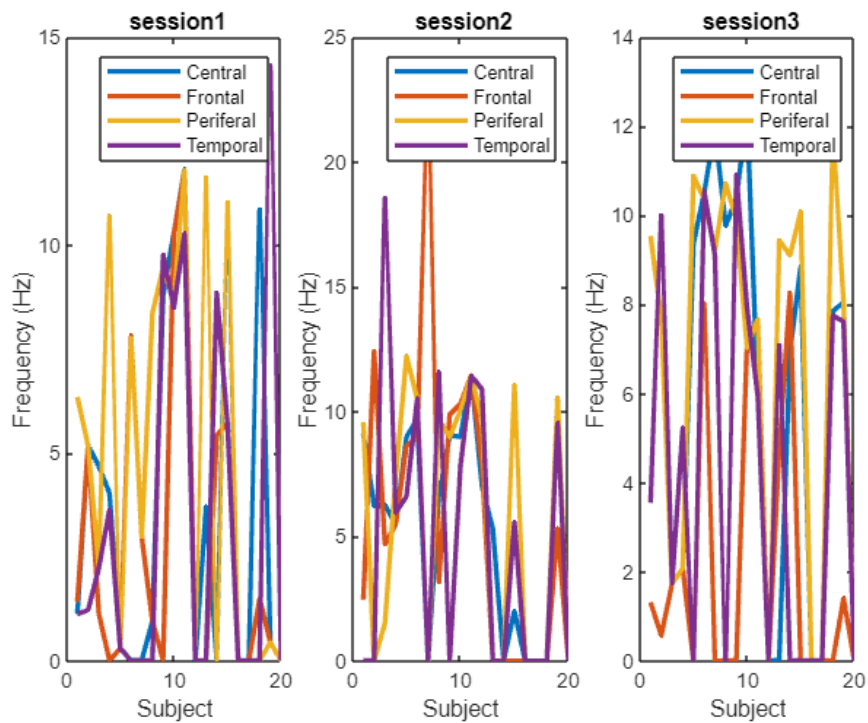 session1
15
10
5
0
Frequency (Hz)
Central
Frontal
Periferal
Temporal
0
10
20
Subject
session2
25
20
15
10
5
0
Frequency (Hz)
Central
Frontal
Periferal
Temporal
0
10
20
Subject
session3
14
12
10
8
6
4
2
0
Frequency (Hz)
Central
Frontal
Periferal
Temporal
0
10
20
Subject